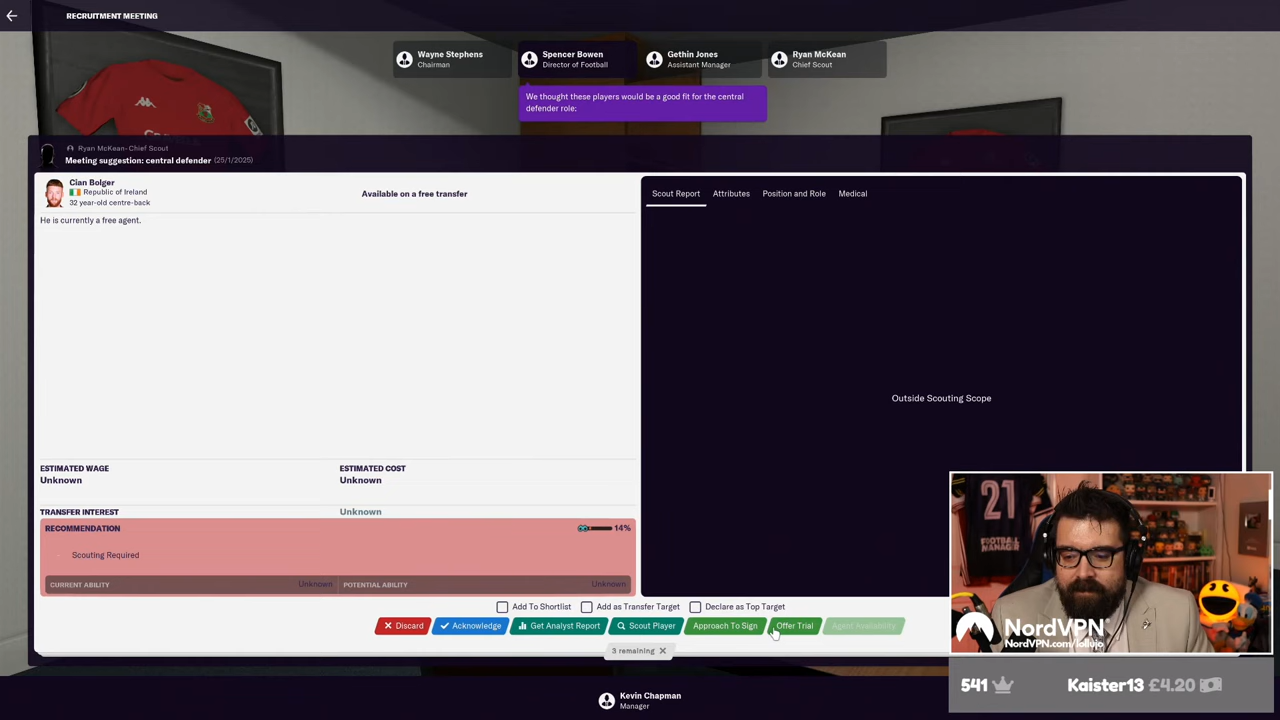 RECRUITMENT MEETING
Wayne Stephens
Chairman
Spencer Bowen
Director of Football
Gethin Jones
Assistant Manager
Ryan McKean
Chief Scout
We thought these players would be a good fit for the central
defender role;
Ryan McKean- Chief Scout
Meeting suggestion: central defender (25/1/2025)
Cian Bolger
Republic of Ireland
32 year-old centre-back
Available on a free transfer
He is currently a free agent.
Scout Report
Attributes
Position and Role
Medical
Outside Scouting Scope
ESTIMATED WAGE
Unknown
ESTIMATED COST
Unknown
TRANSFER INTEREST
Unknown
RECOMMENDATION
14%
- Scouting Required
CURRENT ABILITY
Unknown
POTENTIAL ABILITY
Unknown
Add To Shortlist
Add as Transfer Target
Declare as Top Target
Discard
Acknowledge
Get Analyst Report
Scout Player
Approach To Sign
Offer Trial
Agent Availability
3 remaining
Kevin Chapman
Manager
21
FOOTBALL
MANAGER
NordVPN®
NordVPN.com/lollujo
541
Kaister13 £4.20